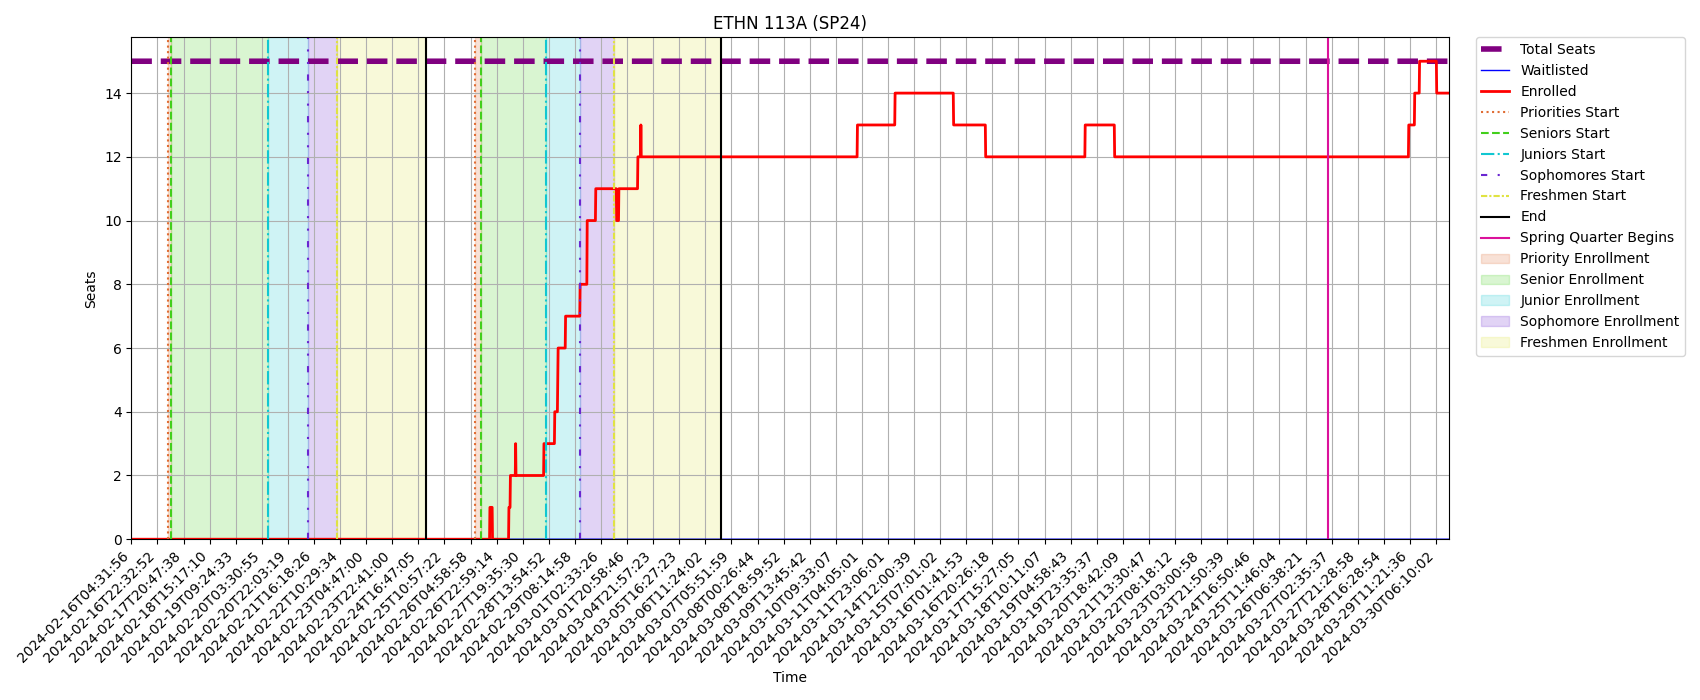 ETHN 113A (SP24)
Seats
14
12
10
8
6
4
2
0
2024-02-16T04:31:56
2024-02-16T22:32:52
2024-02-17T20:47:38
2024-02-18T15:17:10
2024-02-19T09:24:33
2024-02-20T03:30:55
2024-02-20T22:03:19
2024-02-21T16:18:26
2024-02-22T10:29:34
2024-02-23T04:47:00
2024-02-23T22:41:00
2024-02-24T16:47:05
2024-02-25T10:57:22
2024-02-26T04:58:58
2024-02-26T22:59:14
2024-02-27T19:35:30
2024-02-28T13:54:52
2024-02-29T08:14:58
2024-03-01T02:33:26
2024-03-01T20:58:46
2024-03-04T21:57:23
2024-03-05T16:27:23
2024-03-06T11:24:02
2024-03-07T05:51:59
2024-03-08T00:26:44
2024-03-08T18:59:52
2024-03-09T13:45:42
2024-03-10T09:33:07
2024-03-11T04:05:01
2024-03-11T23:06:01
2024-03-14T12:00:39
2024-03-15T07:01:02
2024-03-16T01:41:53
2024-03-16T20:26:18
2024-03-17T15:27:05
2024-03-18T10:11:07
2024-03-19T04:58:43
2024-03-19T23:35:37
2024-03-20T18:42:09
2024-03-21T13:30:47
2024-03-22T08:18:12
2024-03-23T03:00:58
2024-03-23T21:50:39
2024-03-24T16:50:46
2024-03-25T11:46:04
2024-03-26T06:38:21
2024-03-27T02:35:37
2024-03-27T21:28:58
2024-03-28T16:28:54
2024-03-29T11:21:36
2024-03-30T06:10:02
Time
Total Seats
Waitlisted
Enrolled
Priorities Start
Seniors Start
Juniors Start
Sophomores Start
Freshmen Start
End
Spring Quarter Begins
Priority Enrollment
Senior Enrollment
Junior Enrollment
Sophomore Enrollment
Freshmen Enrollment